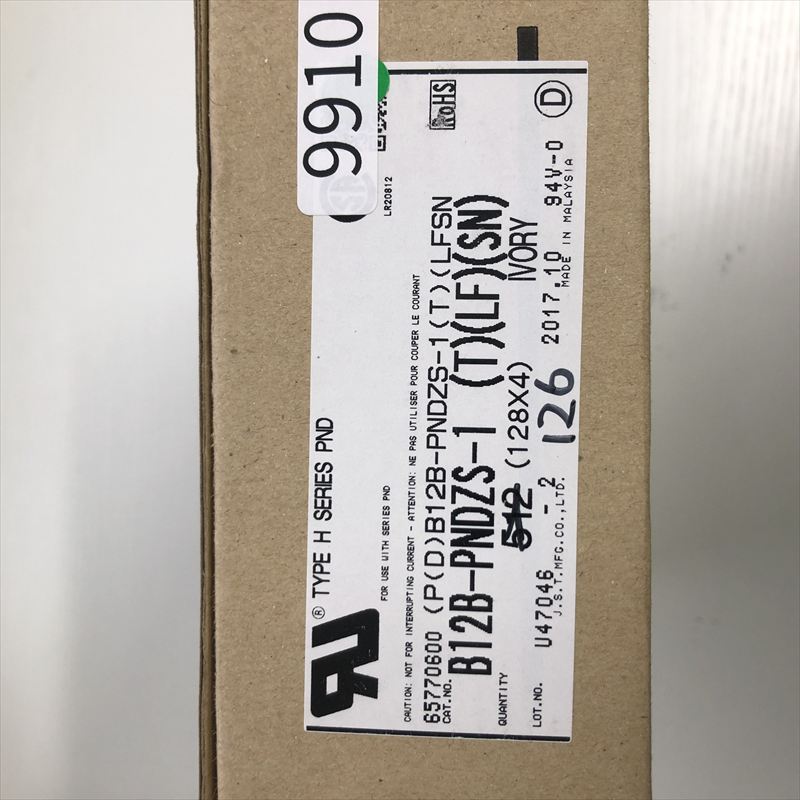 9910
® TYPE H SERIES PND
LR20812
RoHS
FOR USE WITH SERIES PND
CAUTION: NOT FOR INTERRUPTING CURRENT - ATTENTION: NE PAS UTILISER POUR COUPER LE COURANT
65770600 (P(D)B12B-PNDZS-1(T)(LFSN
CAT.NO. B12B-PNDZS-1 (T)(LF)(SN)
QUANTITY 512 (128X4) IVORY
126
LOT.NO. U47046 - 2 2017.10 94V-0 D
J.S.T.MFG.CO.,LTD. MADE IN MALAYSIA